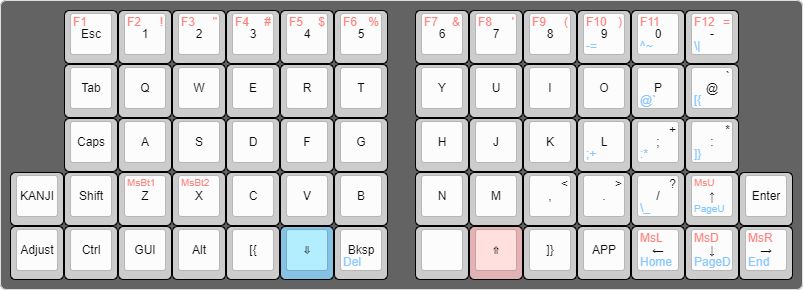 F1 F2 ! F3 " F4 # F5 $ F6 % F7 & F8 ' F9 ( F10 ) F11 F12 =
Esc 1 2 3 4 5 6 7 8 9 0 -
-= ^~ \|
Tab Q W E R T Y U I O P @ `
@` [{
Caps A S D F G H J K L ; + : *
;+ :* ]}
MsBt1 MsBt2 < > ? MsU
KANJI Shift Z X C V B N M , . / ↑ Enter
\_ PageU
MsL MsD MsR
Adjust Ctrl GUI Alt [{ ⇓ Bksp ⇑ ]} APP ← ↓ →
Del Home PageD End